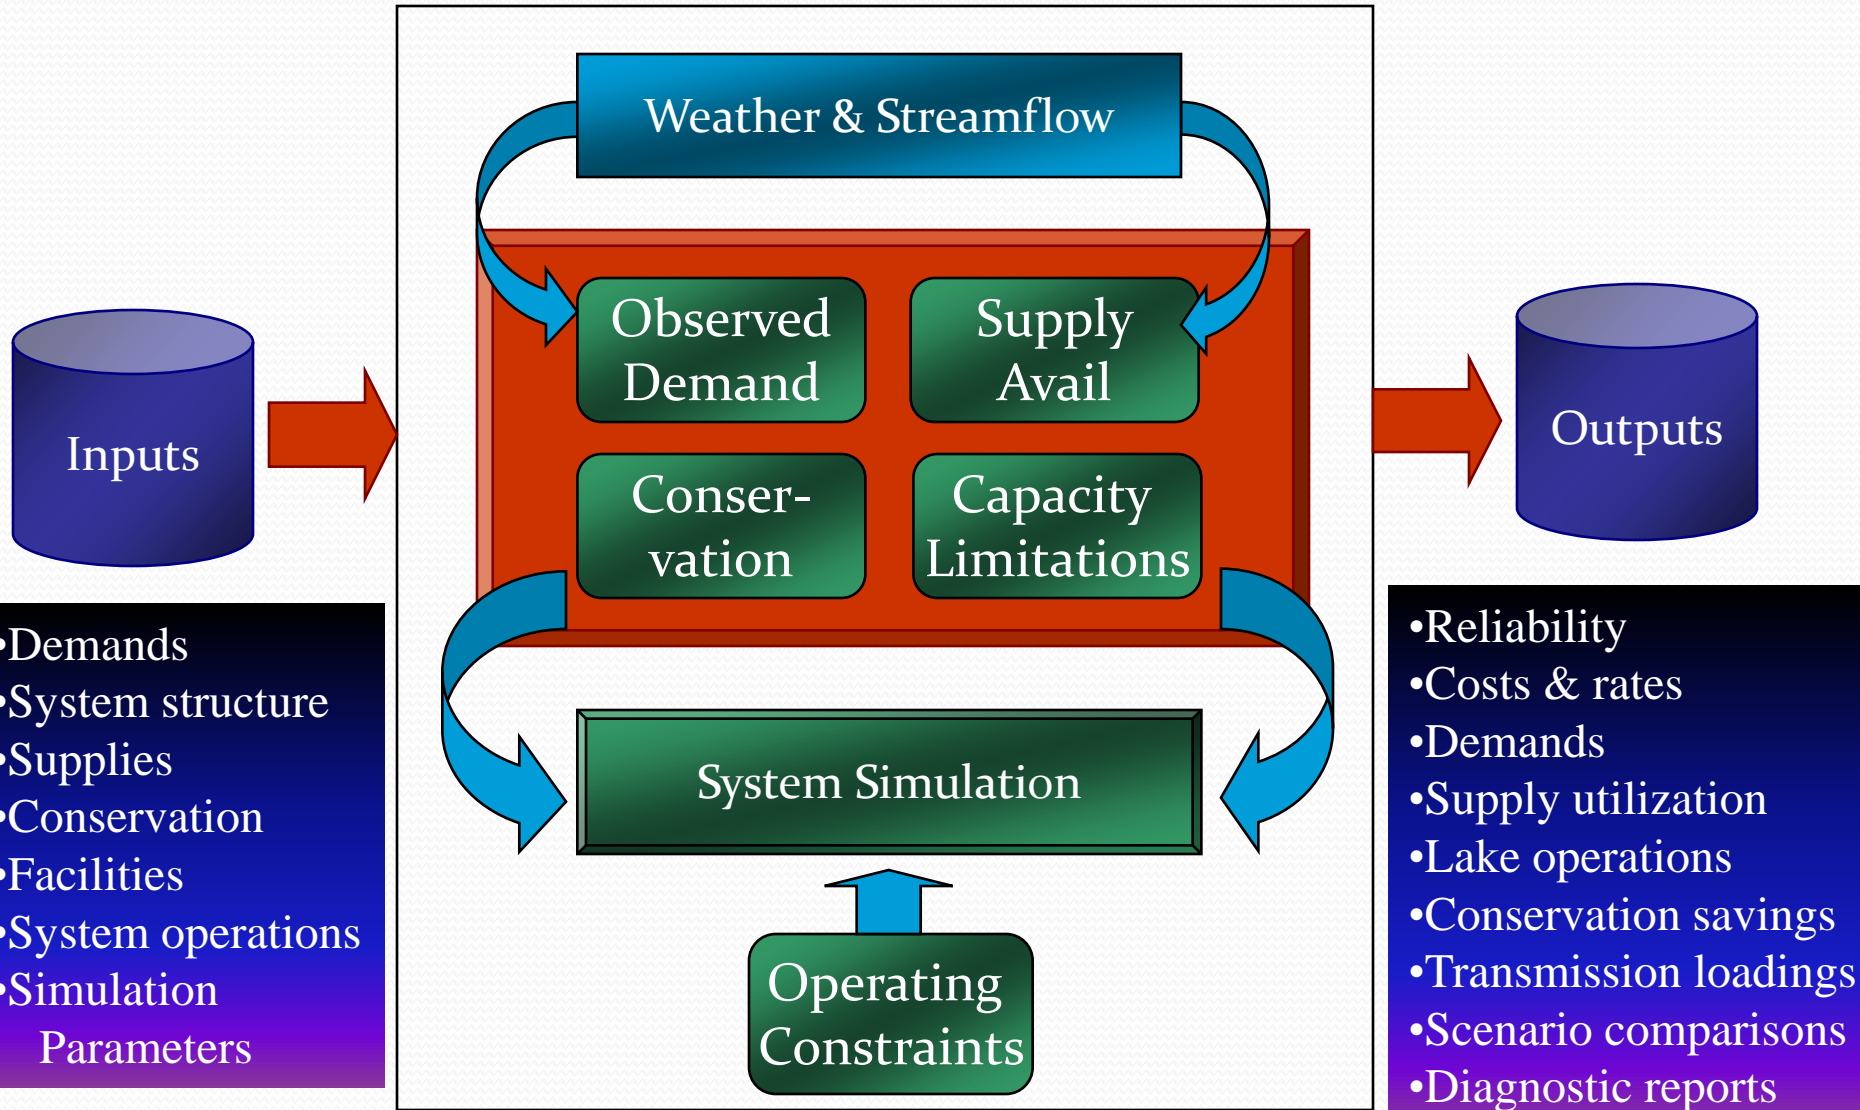 Weather & Streamflow
Observed
Demand
Supply
Avail
Conser-
vation
Capacity
Limitations
System Simulation
Operating
Constraints
Inputs
•Demands
•System structure
•Supplies
•Conservation
•Facilities
•System operations
•Simulation
Parameters
Outputs
•Reliability
•Costs & rates
•Demands
•Supply utilization
•Lake operations
•Conservation savings
•Transmission loadings
•Scenario comparisons
•Diagnostic reports